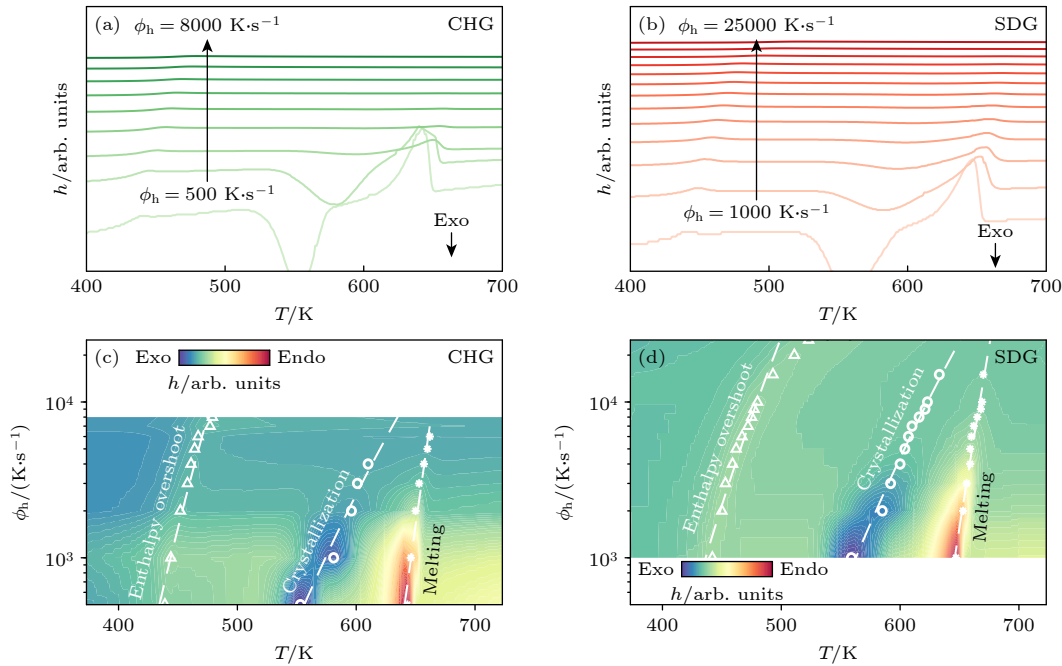 (a) ϕh = 8000 K·s−1 CHG
h/arb. units
ϕh = 500 K·s−1
Exo
400 500 600 700
T/K
(b) ϕh = 25000 K·s−1 SDG
h/arb. units
ϕh = 1000 K·s−1
Exo
400 500 600 700
T/K
(c) Exo Endo CHG
h/arb. units
10⁴
10³
ϕh/(K·s−1)
Enthalpy overshoot
Crystallization
Melting
400 500 600 700
T/K
(d) SDG
10⁴
10³
ϕh/(K·s−1)
Enthalpy overshoot
Crystallization
Melting
Exo Endo
h/arb. units
400 500 600 700
T/K